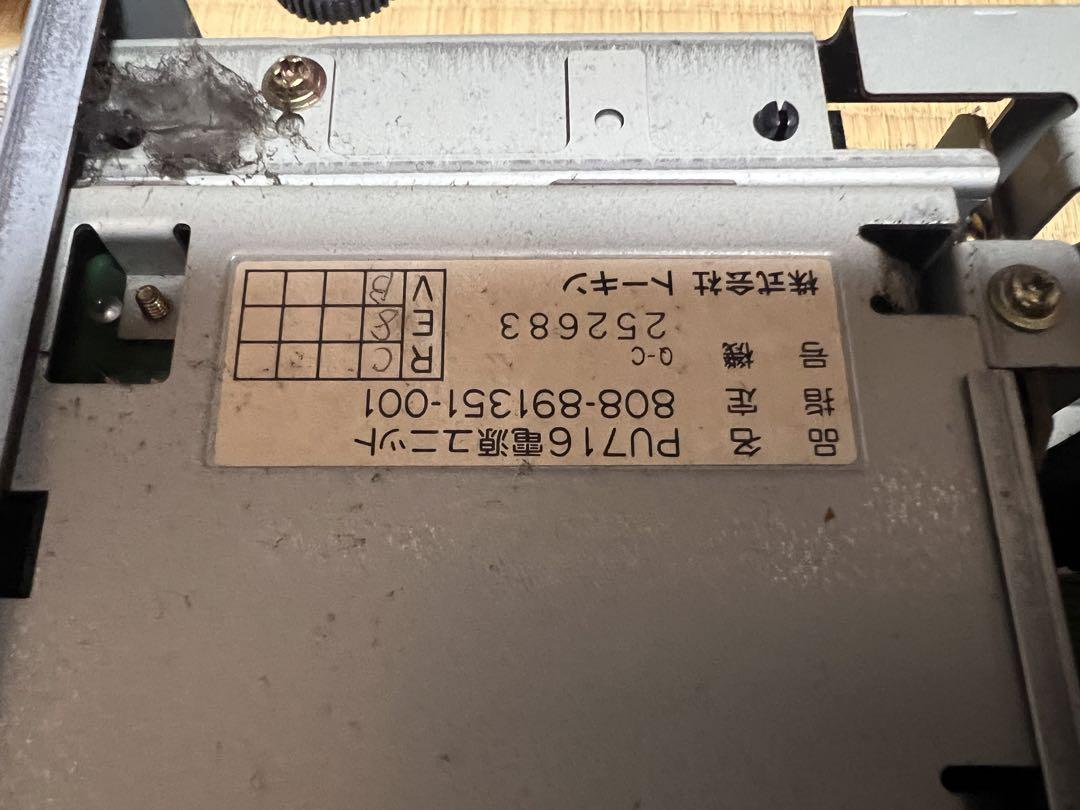 品 名 PU716電源ユニット
指 定 808-891351-001
号 機 Q-C
252683
株式会社 トーキン
R C
E 8
V B